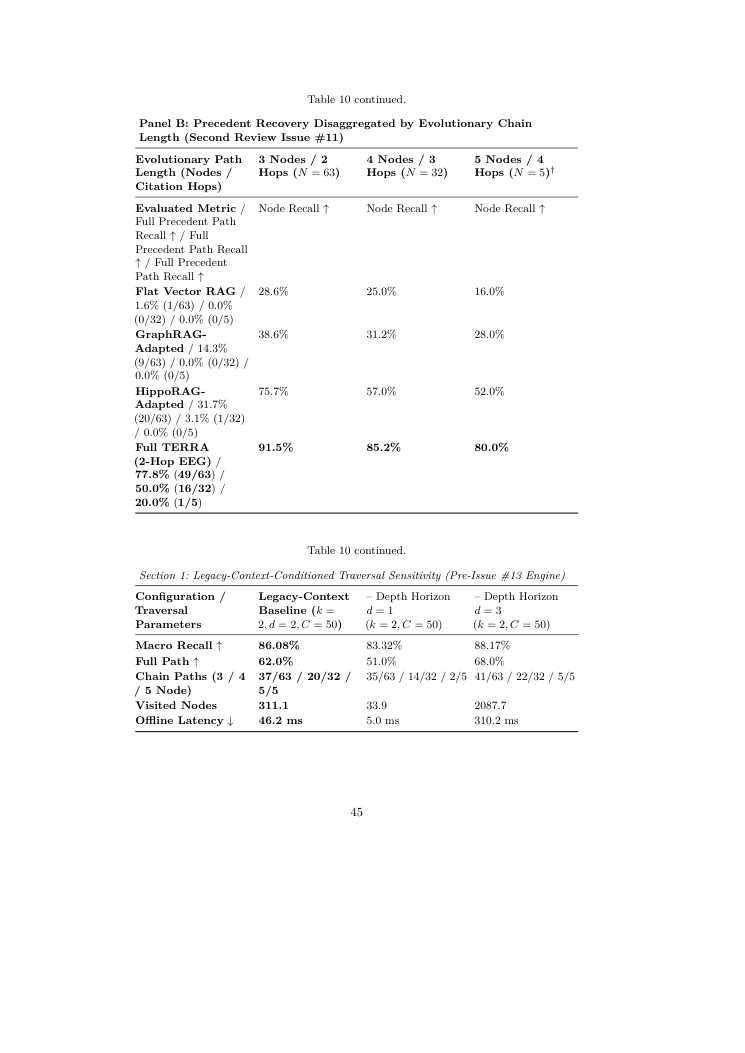 Table 10 continued.
Panel B: Precedent Recovery Disaggregated by Evolutionary Chain
Length (Second Review Issue #11)
Evolutionary Path 3 Nodes / 2 4 Nodes / 3 5 Nodes / 4
Length (Nodes / Hops (N = 63) Hops (N = 32) Hops (N = 5)†
Citation Hops)
Evaluated Metric / Node Recall ↑ Node Recall ↑ Node Recall ↑
Full Precedent Path
Recall ↑ / Full
Precedent Path Recall
↑ / Full Precedent
Path Recall ↑
Flat Vector RAG / 28.6% 25.0% 16.0%
1.6% (1/63) / 0.0%
(0/32) / 0.0% (0/5)
GraphRAG- 38.6% 31.2% 28.0%
Adapted / 14.3%
(9/63) / 0.0% (0/32) /
0.0% (0/5)
HippoRAG- 75.7% 57.0% 52.0%
Adapted / 31.7%
(20/63) / 3.1% (1/32)
/ 0.0% (0/5)
Full TERRA 91.5% 85.2% 80.0%
(2-Hop EEG) /
77.8% (49/63) /
50.0% (16/32) /
20.0% (1/5)
Table 10 continued.
Section 1: Legacy-Context-Conditioned Traversal Sensitivity (Pre-Issue #13 Engine)
Configuration / Legacy-Context – Depth Horizon – Depth Horizon
Traversal Baseline (k = d = 1 d = 3
Parameters 2, d = 2, C = 50) (k = 2, C = 50) (k = 2, C = 50)
Macro Recall ↑ 86.08% 83.32% 88.17%
Full Path ↑ 62.0% 51.0% 68.0%
Chain Paths (3 / 4 37/63 / 20/32 / 35/63 / 14/32 / 2/5 41/63 / 22/32 / 5/5
/ 5 Node) 5/5
Visited Nodes 311.1 33.9 2087.7
Offline Latency ↓ 46.2 ms 5.0 ms 310.2 ms
45